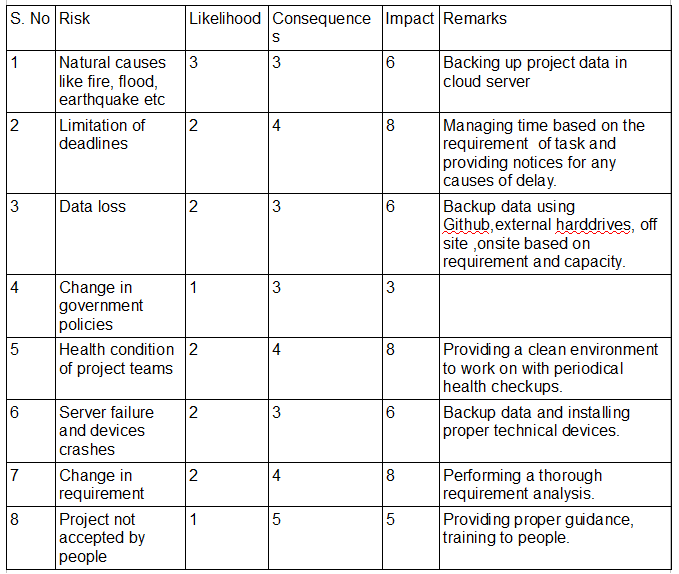 S. No Risk Likelihood Consequence Impact Remarks
s
1 Natural causes 3 3 6 Backing up project data in
like fire, flood, cloud server
earthquake etc
2 Limitation of 2 4 8 Managing time based on the
deadlines requirement of task and
providing notices for any
causes of delay.
3 Data loss 2 3 6 Backup data using
Github,external harddrives, off
site ,onsite based on
requirement and capacity.
4 Change in 1 3 3
government
policies
5 Health condition 2 4 8 Providing a clean environment
of project teams to work on with periodical
health checkups.
6 Server failure 2 3 6 Backup data and installing
and devices proper technical devices.
crashes
7 Change in 2 4 8 Performing a thorough
requirement requirement analysis.
8 Project not 1 5 5 Providing proper guidance,
accepted by training to people.
people